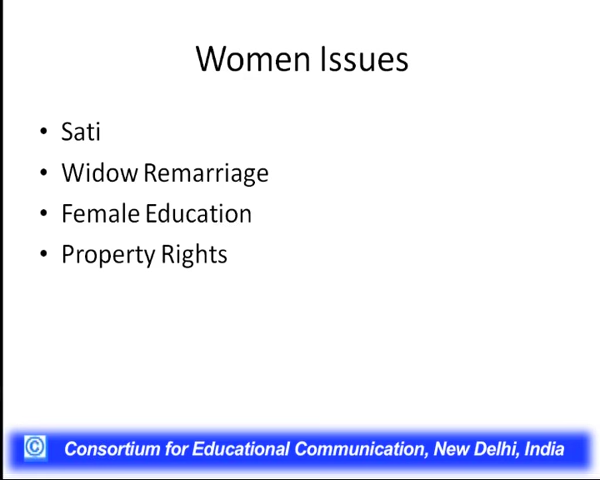 Women Issues
• Sati
• Widow Remarriage
• Female Education
• Property Rights
© Consortium for Educational Communication, New Delhi, India